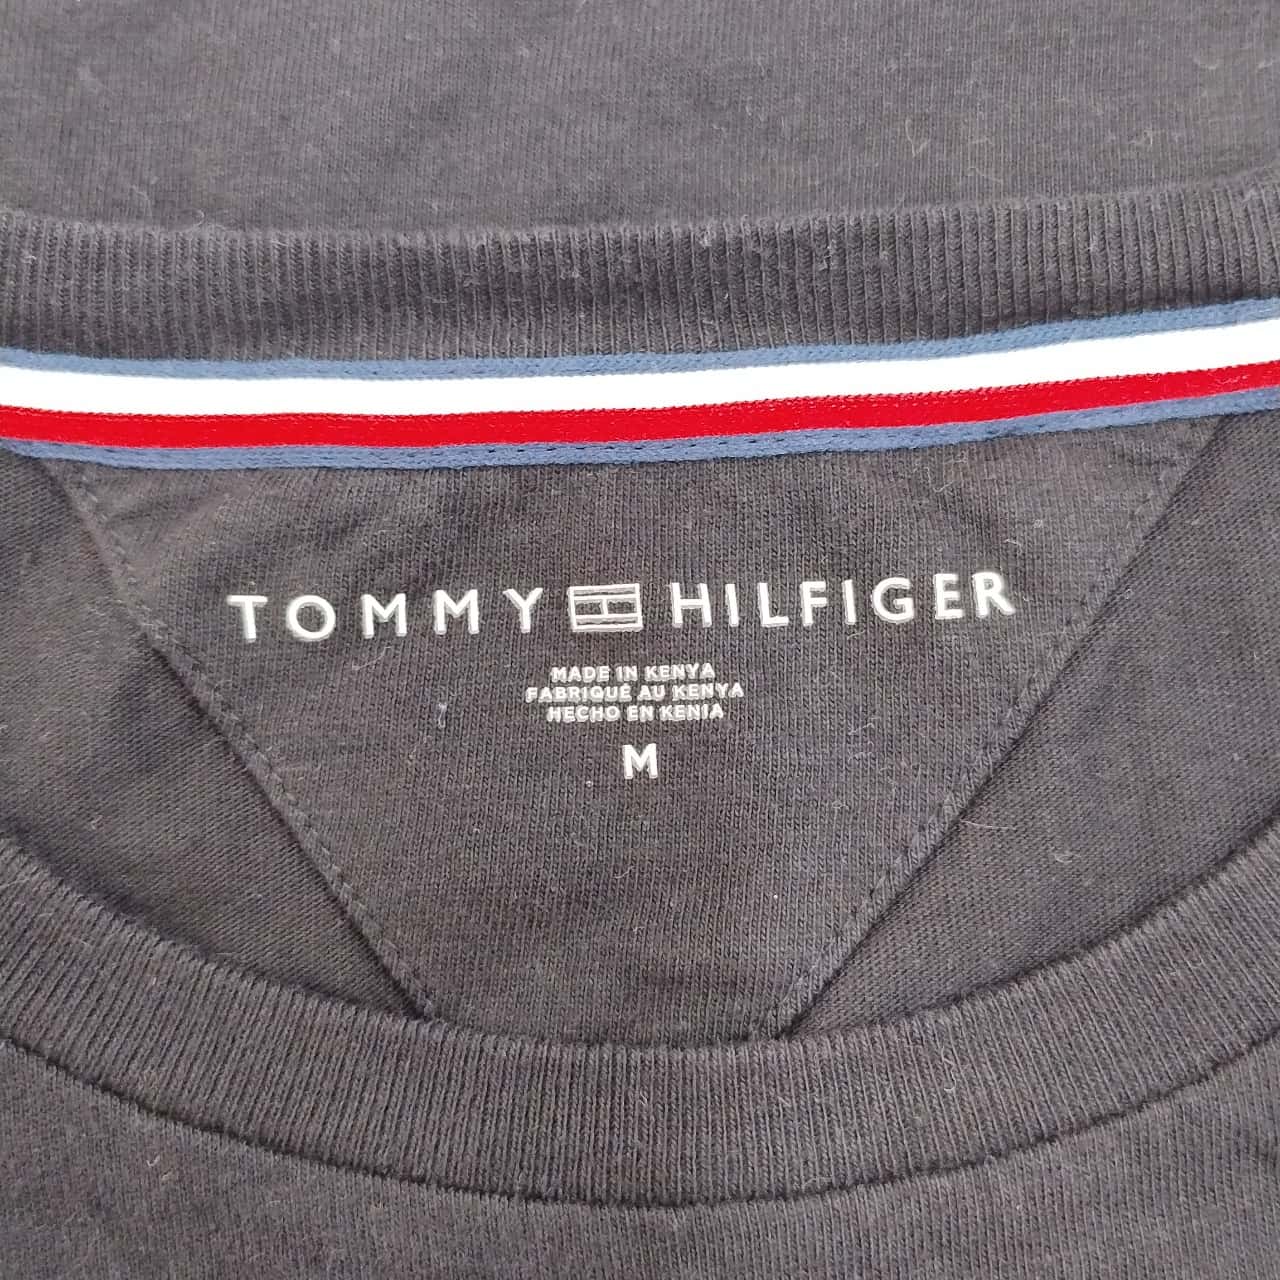 TOMMY HILFIGER
MADE IN KENYA
FABRIQUÉ AU KENYA
HECHO EN KENIA
M